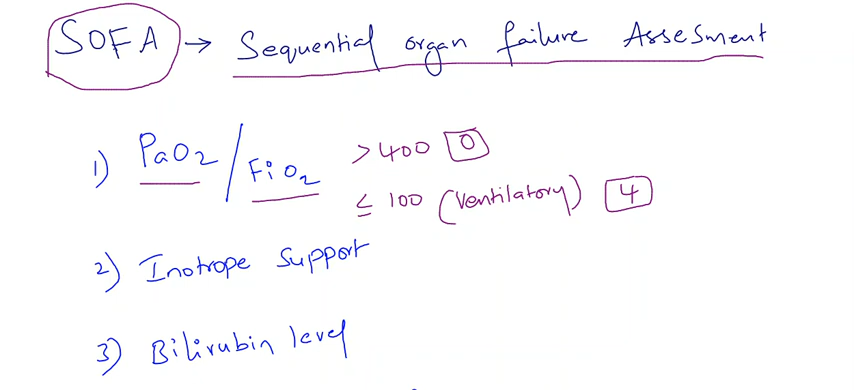 SOFA → Sequential organ failure Assesment
1) PaO2 / FiO2 >400 0
≤ 100 (Ventilatory) 4
2) Inotrope Support
3) Bilirubin level